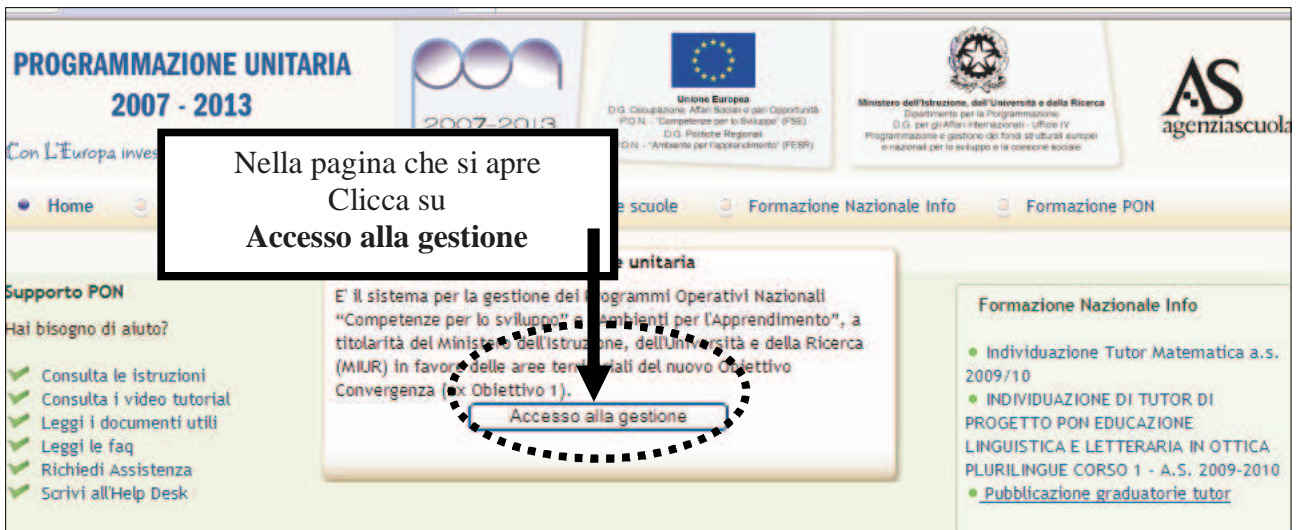 PROGRAMMAZIONE UNITARIA
2007 - 2013
Con L'Europa
2007-2013
Unione Europea
D.G. Occupazione, Affari Sociali e pari Opportunità
P.O.N. - "Competenze per lo Sviluppo" (FSE)
D.G. Politiche Regionali
P.O.N. - "Ambiente per l'apprendimento" (FESR)
Ministero dell'Istruzione, dell'Università e della Ricerca
Dipartimento per la Programmazione
D.G. per gli Affari Internazionali - Ufficio IV
Programmazione e gestione dei fondi strutturali europei
e nazionali per lo sviluppo e la coesione sociale
AS
agenziascuola
Nella pagina che si apre
Clicca su
Accesso alla gestione
Home
scuole
Formazione Nazionale Info
Formazione PON
unitaria
Supporto PON
Hai bisogno di aiuto?
Consulta le istruzioni
Consulta i video tutorial
Leggi i documenti utili
Leggi le faq
Richiedi Assistenza
Scrivi all'Help Desk
E' il sistema per la gestione dei Programmi Operativi Nazionali
"Competenze per lo sviluppo" e "Ambienti per l'Apprendimento", a
titolarità del Ministero dell'Istruzione, dell'Università e della Ricerca
(MIUR) in favore delle aree territoriali del nuovo Obiettivo
Convergenza (ex Obiettivo 1).
Accesso alla gestione
Formazione Nazionale Info
Individuazione Tutor Matematica a.s.
2009/10
INDIVIDUAZIONE DI TUTOR DI
PROGETTO PON EDUCAZIONE
LINGUISTICA E LETTERARIA IN OTTICA
PLURILINGUE CORSO 1 - A.S. 2009-2010
Pubblicazione graduatorie tutor